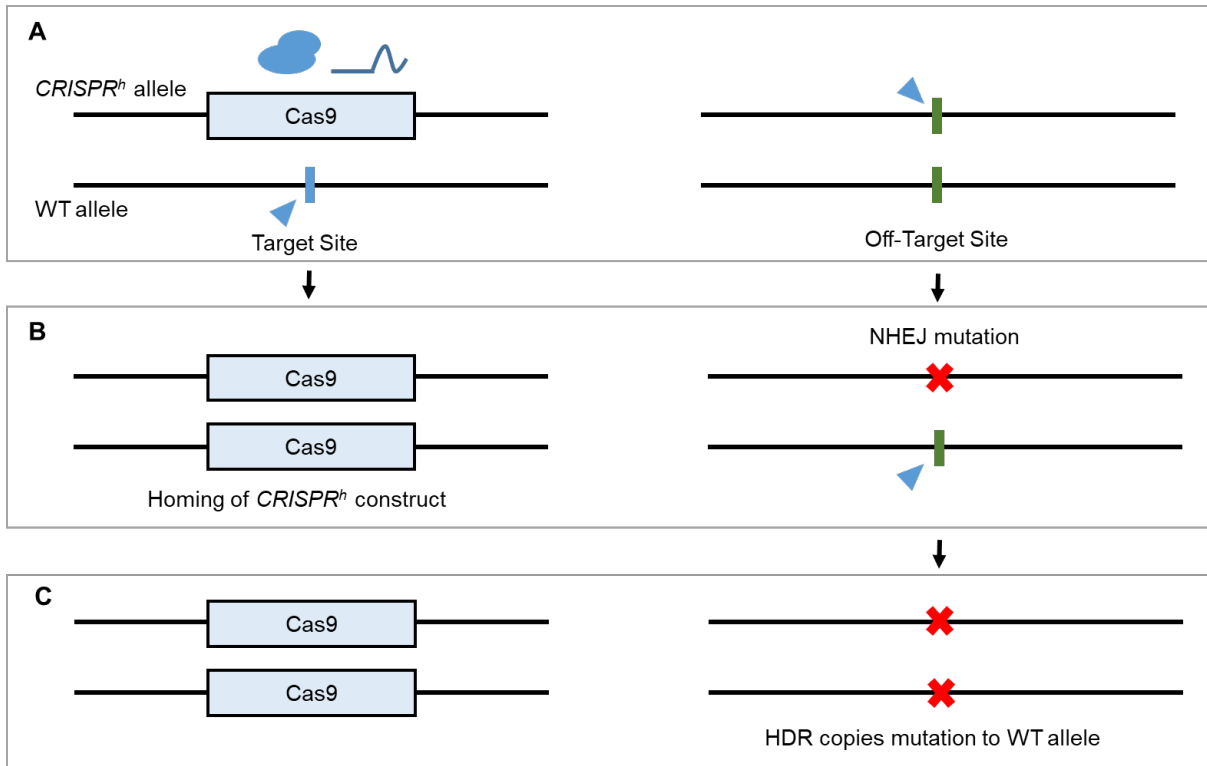 A
CRISPRʰ allele
Cas9
WT allele
Target Site
Off-Target Site
B
NHEJ mutation
Cas9
Cas9
Homing of CRISPRʰ construct
C
Cas9
Cas9
HDR copies mutation to WT allele